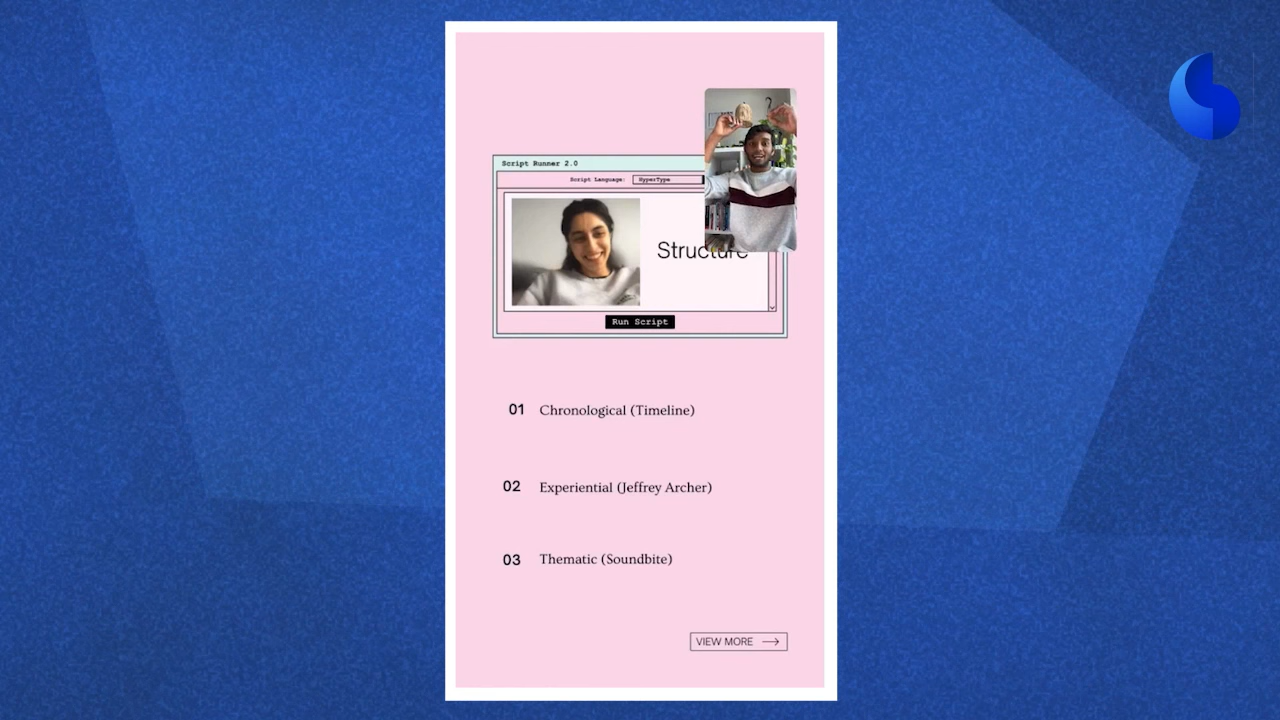 Script Runner 2.0
Script Language: HyperType
Structure
Run Script
01 Chronological (Timeline)
02 Experiential (Jeffrey Archer)
03 Thematic (Soundbite)
VIEW MORE